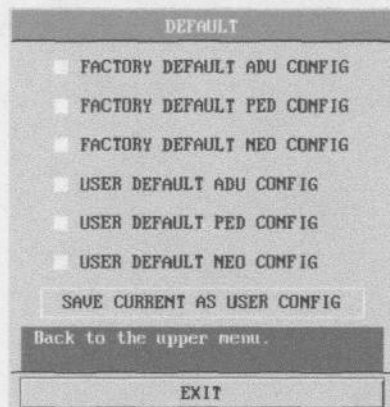 DEFAULT
FACTORY DEFAULT ADU CONFIG
FACTORY DEFAULT PED CONFIG
FACTORY DEFAULT NEO CONFIG
USER DEFAULT ADU CONFIG
USER DEFAULT PED CONFIG
USER DEFAULT NEO CONFIG
SAVE CURRENT AS USER CONFIG
Back to the upper menu.
EXIT